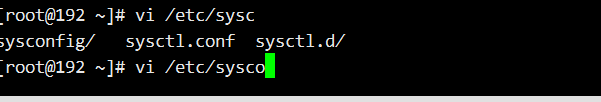 [root@192 ~]# vi /etc/sysc
sysconfig/   sysctl.conf  sysctl.d/
[root@192 ~]# vi /etc/sysco